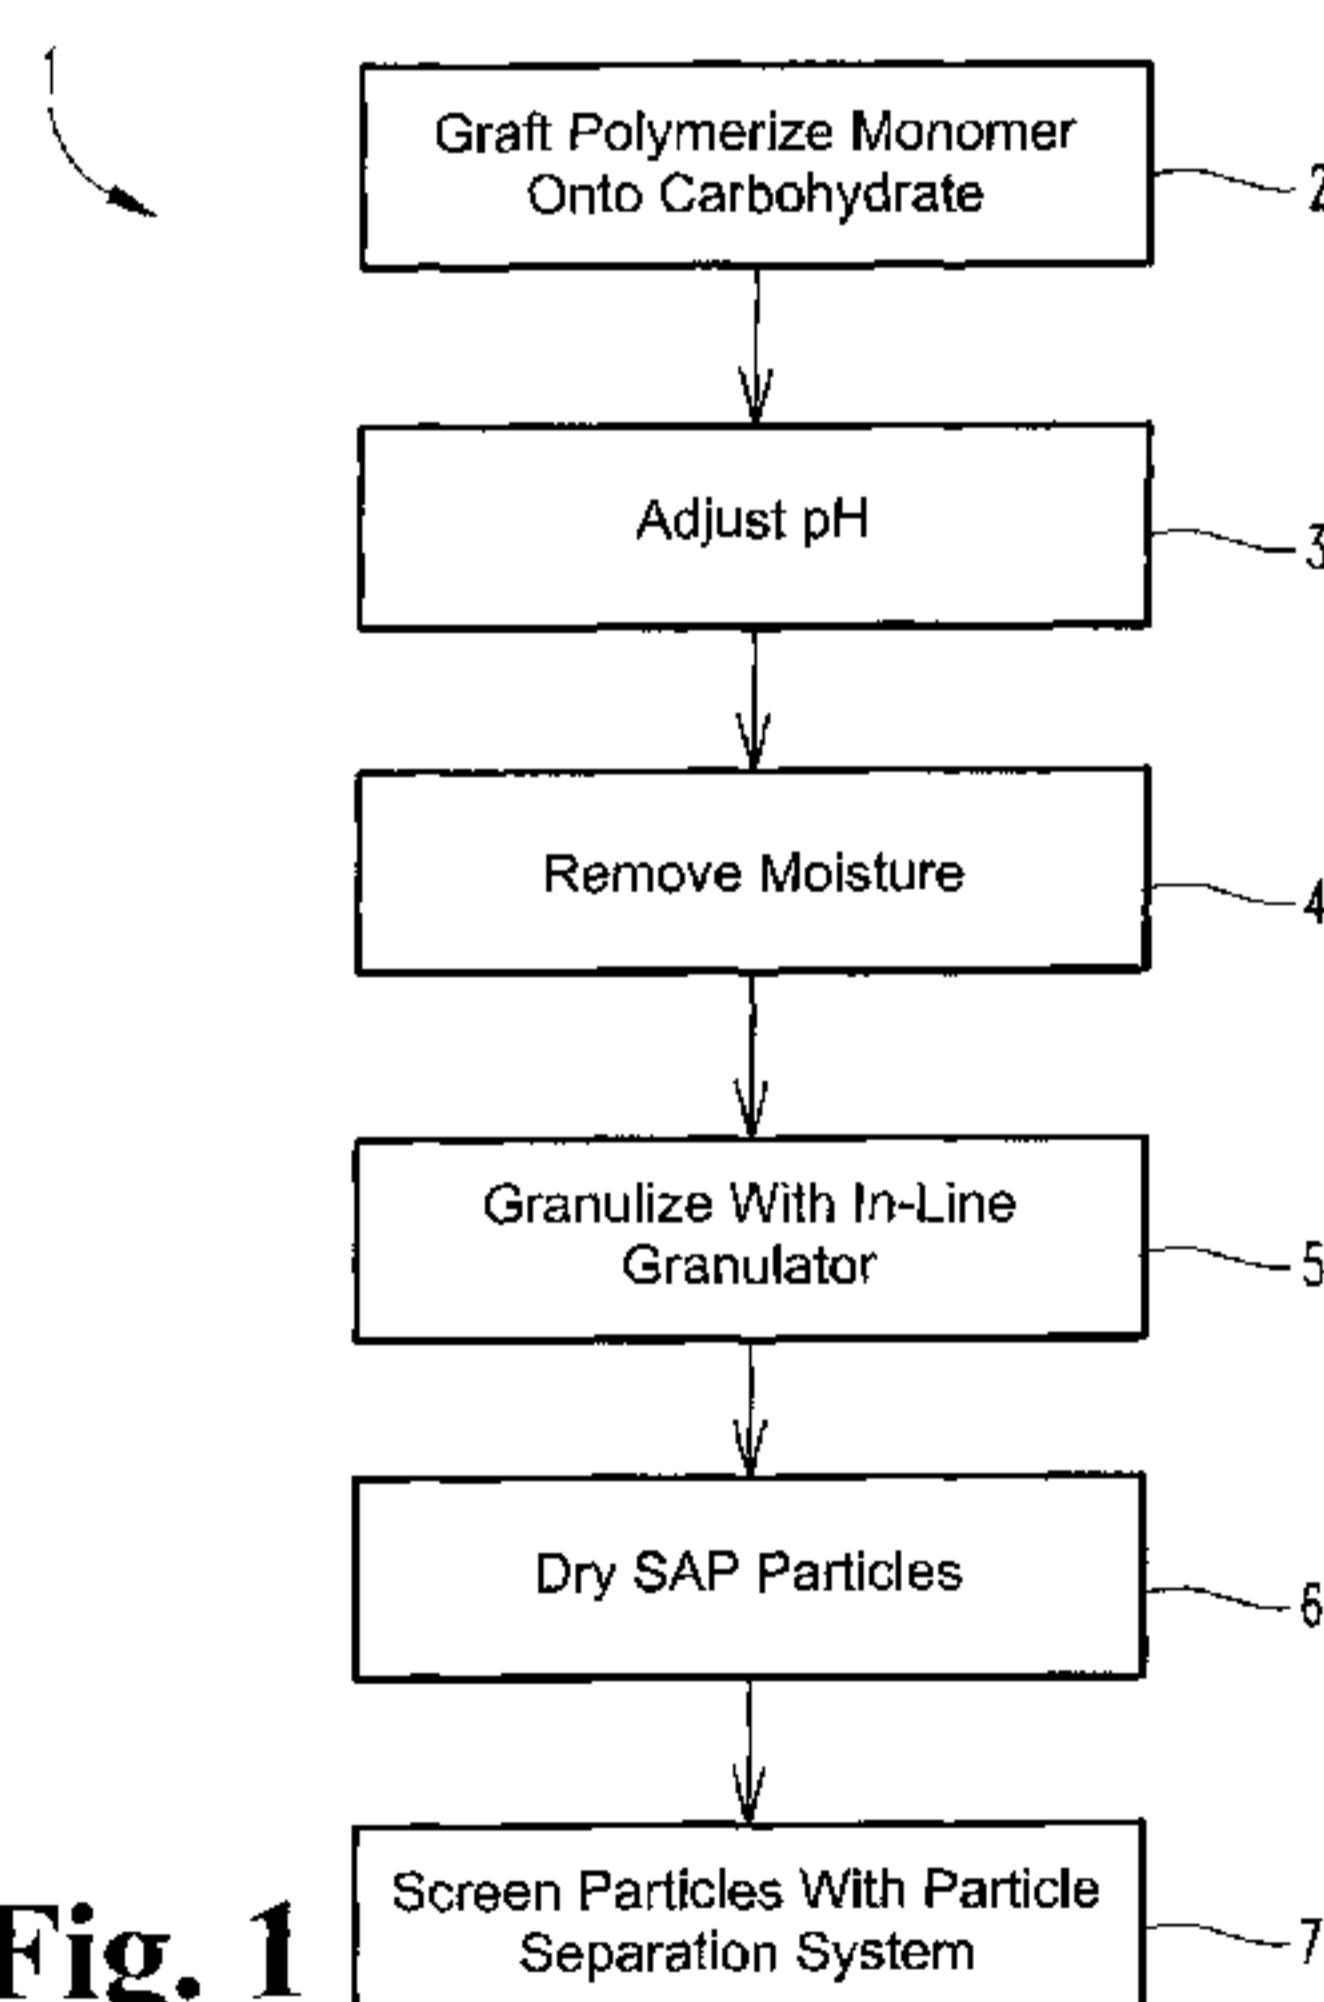 1
Graft Polymerize Monomer
Onto Carbohydrate
2
Adjust pH
3
Remove Moisture
4
Granulize With In-Line
Granulator
5
Dry SAP Particles
6
Screen Particles With Particle
Separation System
7
Fig. 1